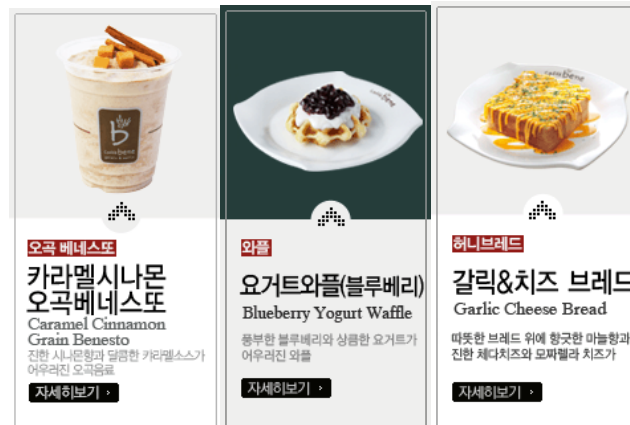 b
caffé bene
caffé bene
caffé bene
오곡 베네스또
카라멜시나몬
오곡베네스또
Caramel Cinnamon
Grain Benesto
진한 시나몬향과 달콤한 카라멜소스가
어우러진 오곡음료
자세히보기 ›
와플
요거트와플(블루베리)
Blueberry Yogurt Waffle
풍부한 블루베리와 상큼한 요거트가
어우러진 와플
자세히보기 ›
허니브레드
갈릭&치즈 브레드
Garlic Cheese Bread
따뜻한 브레드 위에 향긋한 마늘향과
진한 체다치즈와 모짜렐라 치즈가
자세히보기 ›